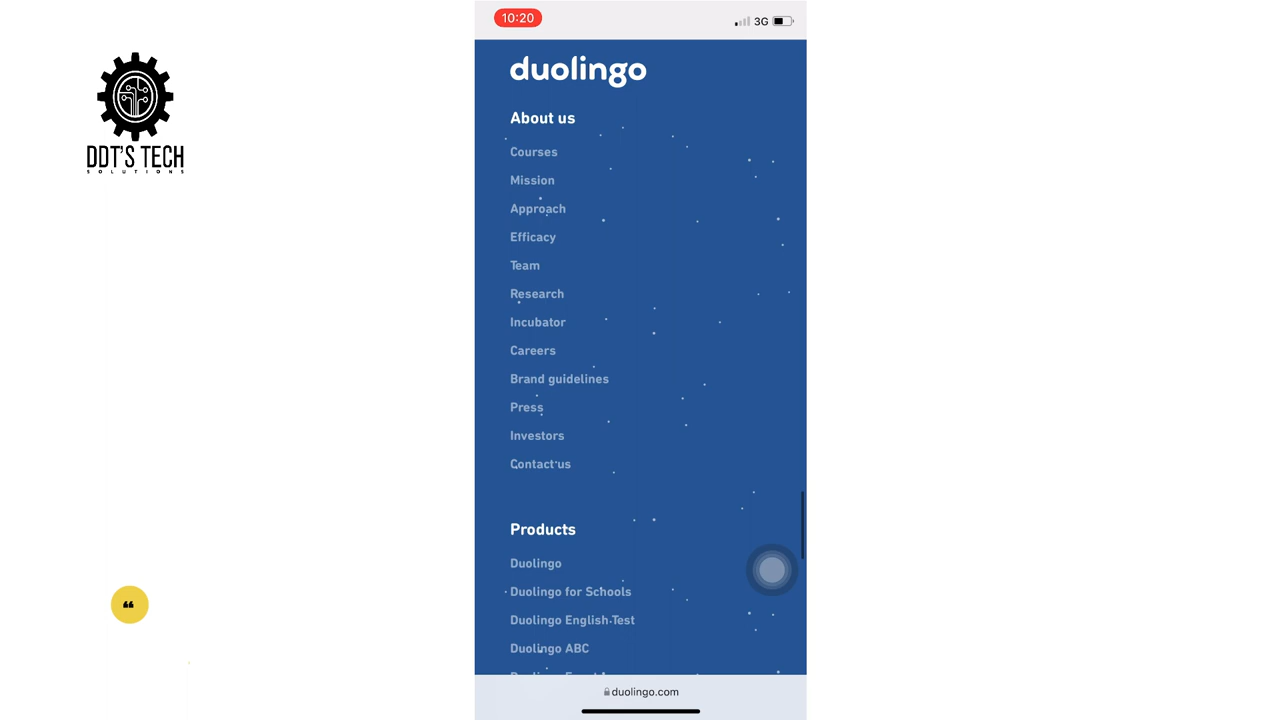 10:20
3G
DDT'S TECH
SOLUTIONS
duolingo
About us
Courses
Mission
Approach
Efficacy
Team
Research
Incubator
Careers
Brand guidelines
Press
Investors
Contact us
Products
Duolingo
Duolingo for Schools
Duolingo English Test
Duolingo ABC
duolingo.com